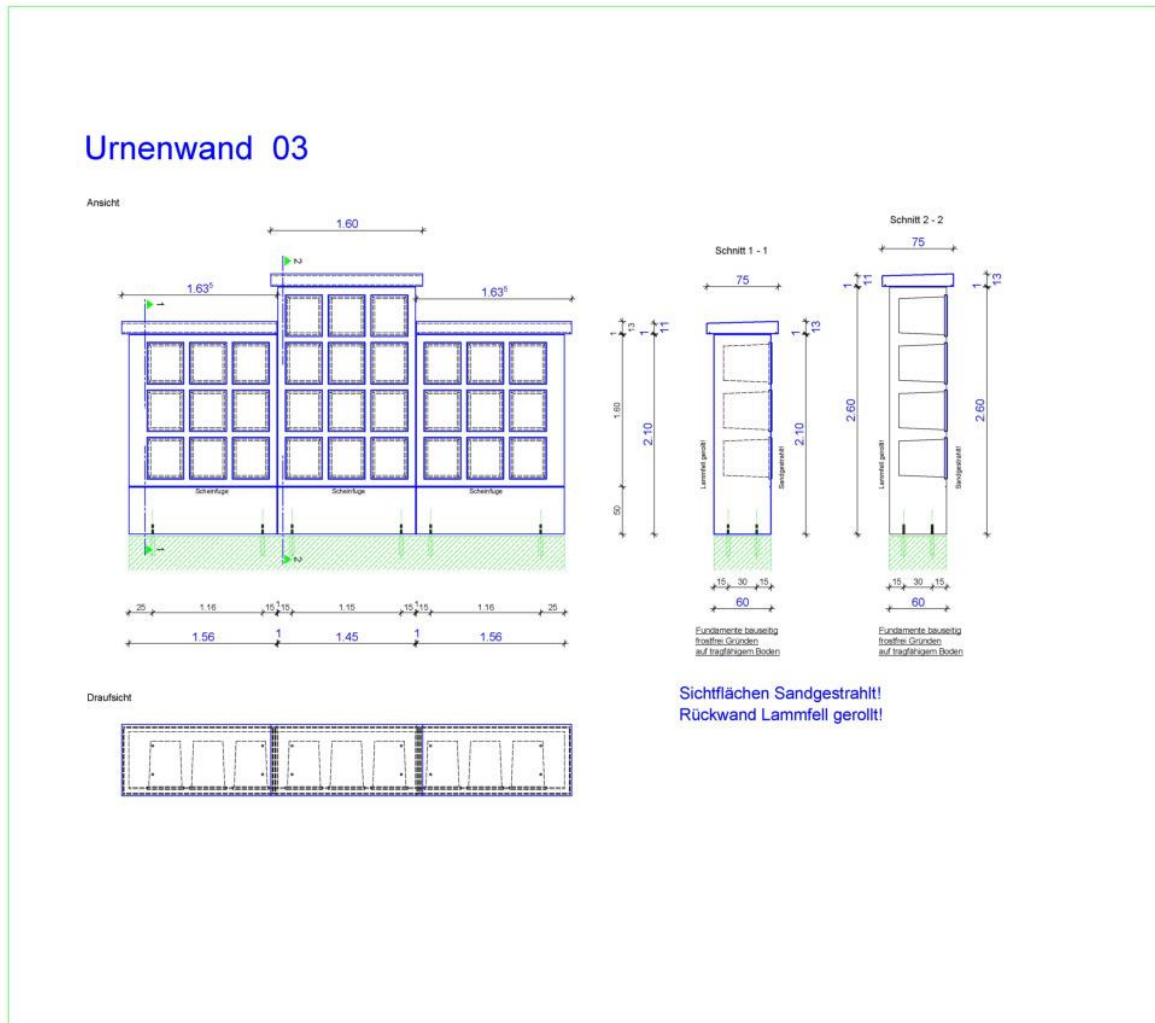 Urnenwand 03
Ansicht
1.60
2
1.63⁵
1.63⁵
1
Scheinfuge
Scheinfuge
Scheinfuge
1
2
25 1.16 15 1 15 1.15 15 1 15 1.16 25
1.56 1 1.45 1 1.56
Draufsicht
Schnitt 1 - 1
75
1 13
1 11
1 13
1.60
2.10
50
2.10
Lammfell gerollt!
Sandgestrahlt!
15 30 15
60
Fundamente bauseitig
frostfrei Gründen
auf tragfähigem Boden
Schnitt 2 - 2
75
1 11
1 13
2.60
2.60
Lammfell gerollt!
Sandgestrahlt!
15 30 15
60
Fundamente bauseitig
frostfrei Gründen
auf tragfähigem Boden
Sichtflächen Sandgestrahlt!
Rückwand Lammfell gerollt!